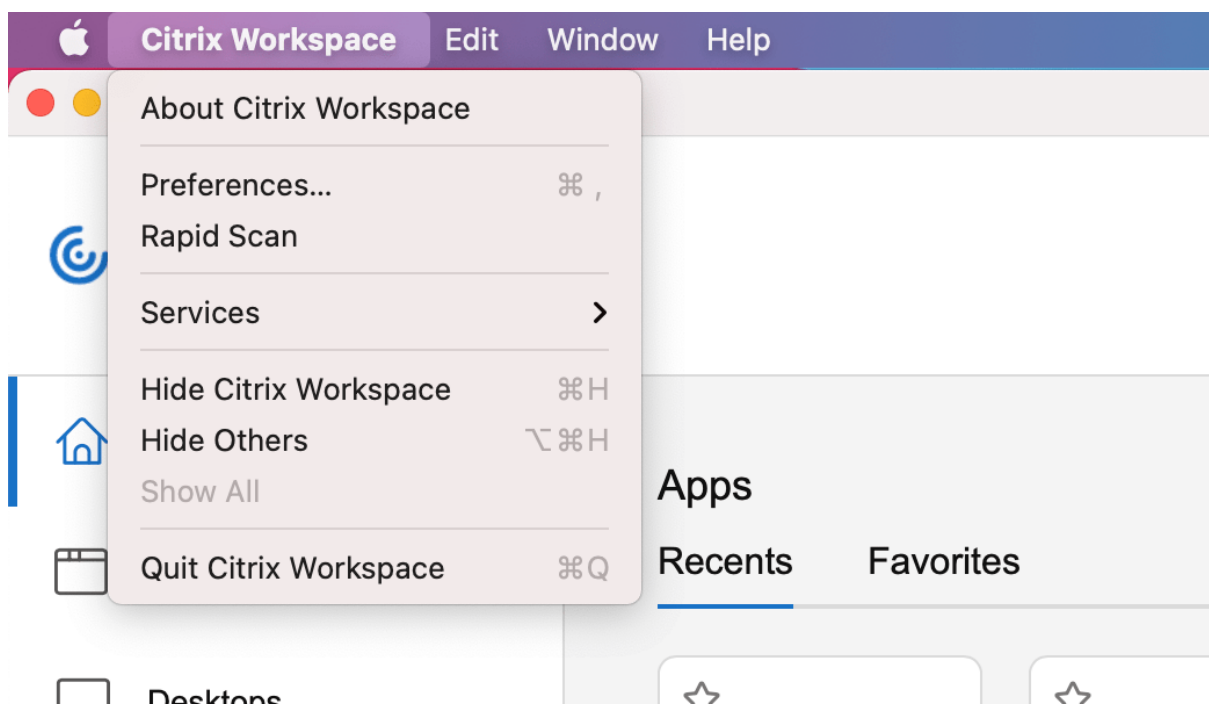 Citrix Workspace Edit Window Help
About Citrix Workspace
Preferences... ⌘ ,
Rapid Scan
Services
Hide Citrix Workspace ⌘H
Hide Others ⌥⌘H
Show All
Quit Citrix Workspace ⌘Q
Apps
Recents Favorites
Desktops